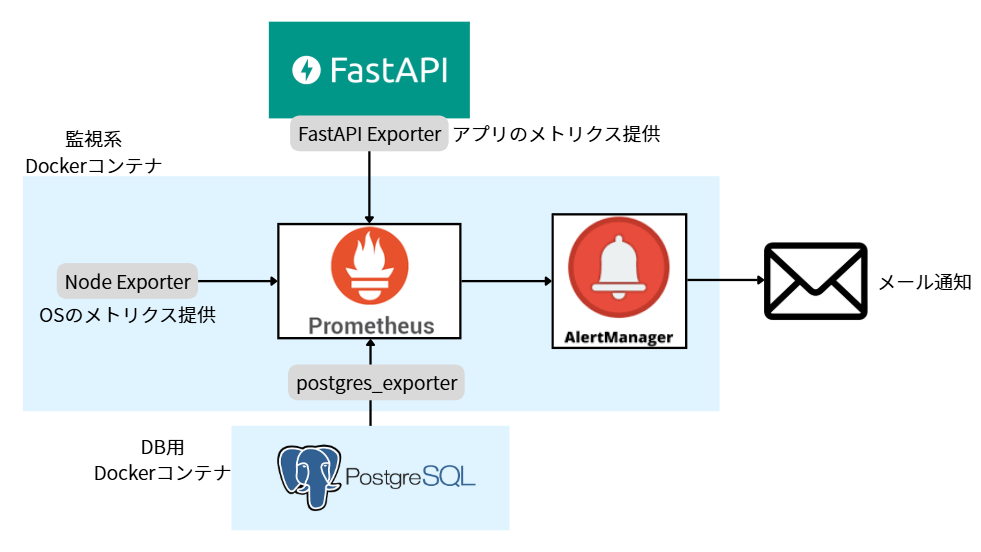 FastAPI
FastAPI Exporter
アプリのメトリクス提供
監視系
Dockerコンテナ
Node Exporter
OSのメトリクス提供
Prometheus
AlertManager
メール通知
postgres_exporter
DB用
Dockerコンテナ
PostgreSQL